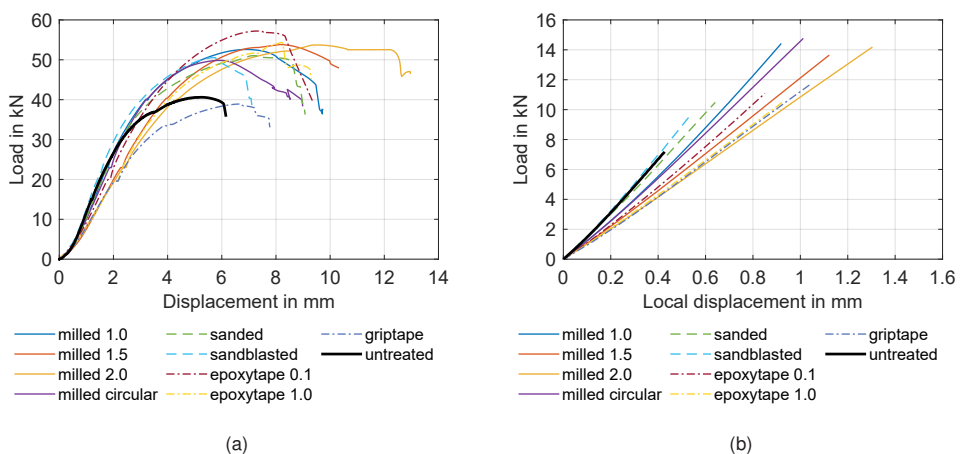 60
50
40
30
20
10
0
0 2 4 6 8 10 12 14
Load in kN
Displacement in mm
milled 1.0 sanded griptape
milled 1.5 sandblasted untreated
milled 2.0 epoxytape 0.1
milled circular epoxytape 1.0
(a)
16
14
12
10
8
6
4
2
0
0 0.2 0.4 0.6 0.8 1 1.2 1.4 1.6
Load in kN
Local displacement in mm
milled 1.0 sanded griptape
milled 1.5 sandblasted untreated
milled 2.0 epoxytape 0.1
milled circular epoxytape 1.0
(b)